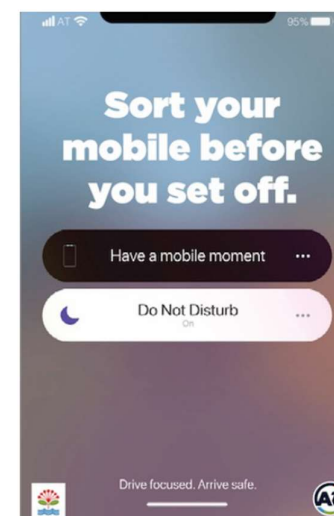 AT
95%
Sort your
mobile before
you set off.
Have a mobile moment
Do Not Disturb
On
Drive focused. Arrive safe.
AT